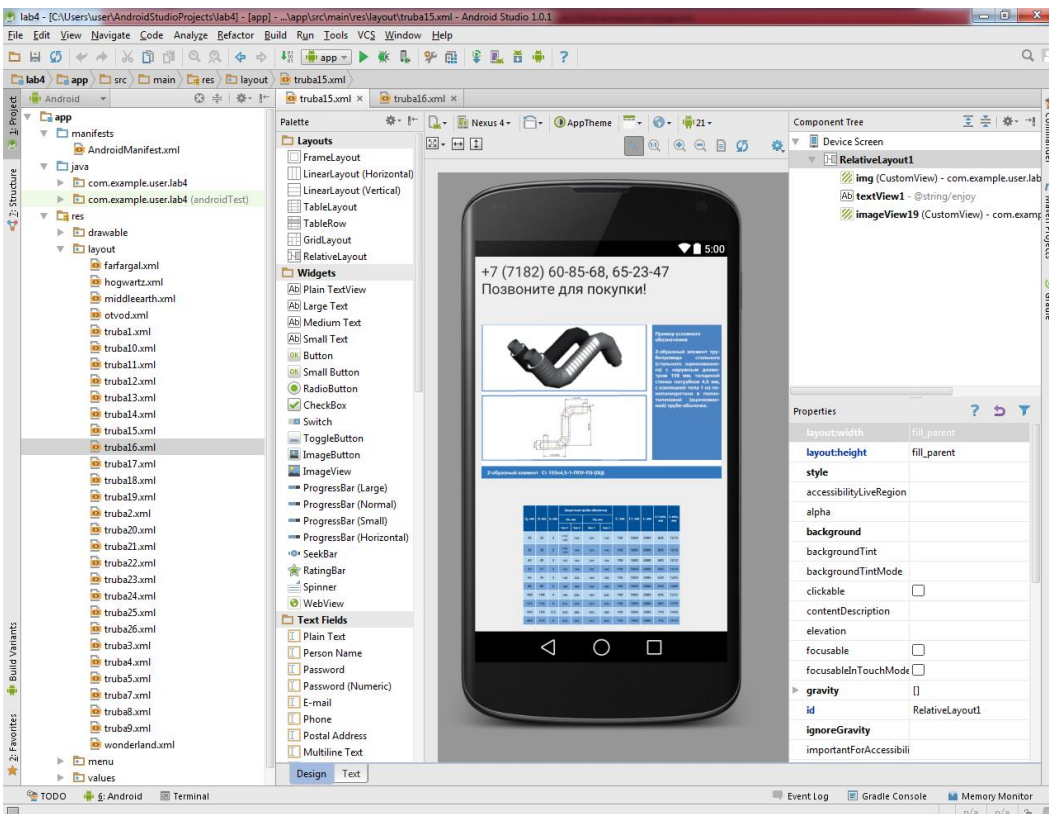 lab4 - [C:\Users\user\AndroidStudioProjects\lab4] - [app] - ...\app\src\main\res\layout\truba15.xml - Android Studio 1.0.1
File Edit View Navigate Code Analyze Refactor Build Run Tools VCS Window Help
app
lab4 app src main res layout truba15.xml
1: Project
2: Structure
Build Variants
2: Favorites
Android
app
manifests
AndroidManifest.xml
java
com.example.user.lab4
com.example.user.lab4 (androidTest)
res
drawable
layout
farfargal.xml
hogwartz.xml
middleearth.xml
otvod.xml
truba1.xml
truba10.xml
truba11.xml
truba12.xml
truba13.xml
truba14.xml
truba15.xml
truba16.xml
truba17.xml
truba18.xml
truba19.xml
truba2.xml
truba20.xml
truba21.xml
truba22.xml
truba23.xml
truba24.xml
truba25.xml
truba26.xml
truba3.xml
truba4.xml
truba5.xml
truba7.xml
truba8.xml
truba9.xml
wonderland.xml
menu
values
truba15.xml truba16.xml
Palette
Layouts
FrameLayout
LinearLayout (Horizontal)
LinearLayout (Vertical)
TableLayout
TableRow
GridLayout
RelativeLayout
Widgets
Plain TextView
Large Text
Medium Text
Small Text
Button
Small Button
RadioButton
CheckBox
Switch
ToggleButton
ImageButton
ImageView
ProgressBar (Large)
ProgressBar (Normal)
ProgressBar (Small)
ProgressBar (Horizontal)
SeekBar
RatingBar
Spinner
WebView
Text Fields
Plain Text
Person Name
Password
Password (Numeric)
E-mail
Phone
Postal Address
Multiline Text
Design Text
Nexus 4 AppTheme 21
5:00
+7 (7182) 60-85-68, 65-23-47
Позвоните для покупки!
Пример условного
обозначения
Component Tree
Device Screen
RelativeLayout1
img (CustomView) - com.example.user.lab
textView1 - @string/enjoy
imageView19 (CustomView) - com.examp
Properties
layout:width fill_parent
layout:height fill_parent
style
accessibilityLiveRegion
alpha
background
backgroundTint
backgroundTintMode
clickable
contentDescription
elevation
focusable
focusableInTouchMode
gravity []
id RelativeLayout1
ignoreGravity
importantForAccessibili
Commander
Maven Projects
Gradle
TODO 6: Android Terminal Event Log Gradle Console Memory Monitor
n/a n/a